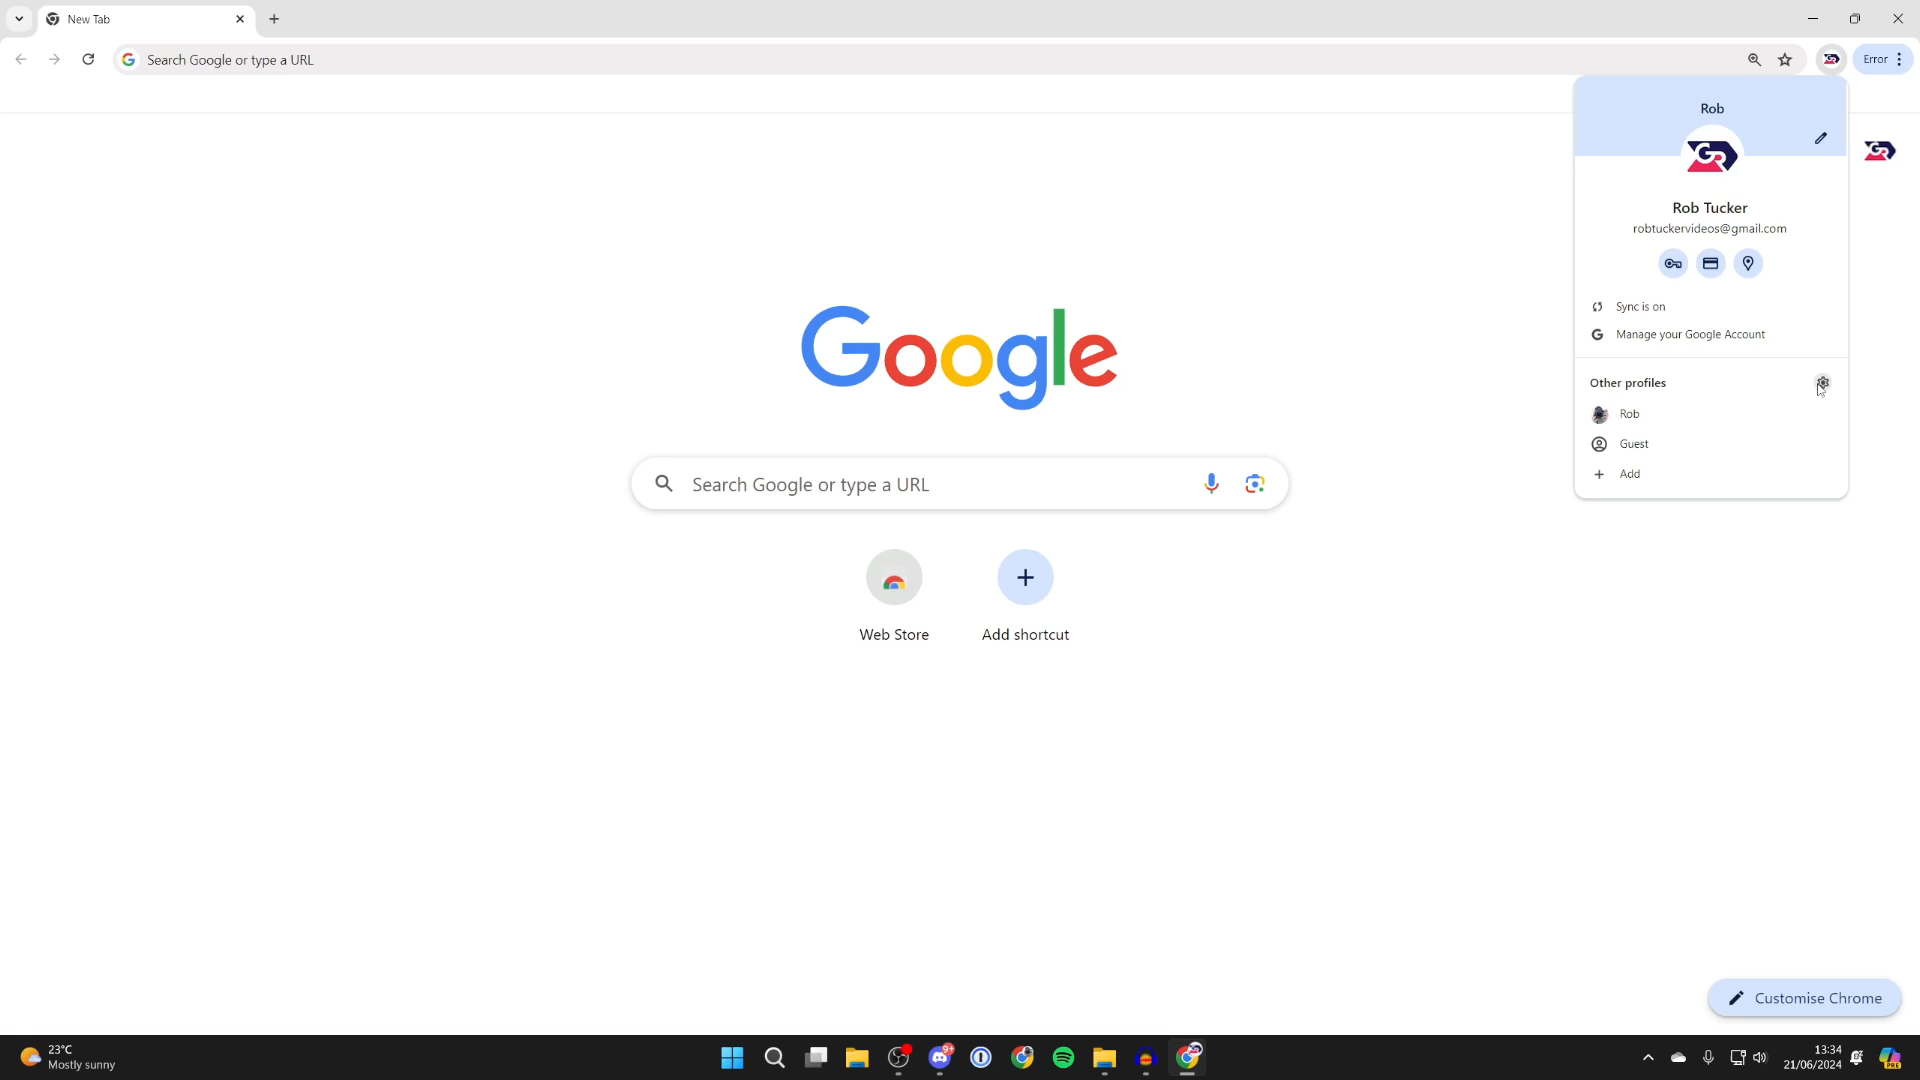 New Tab
Search Google or type a URL
Error
Rob
Rob Tucker
robtuckervideos@gmail.com
Sync is on
Manage your Google Account
Other profiles
Rob
Guest
Add
Google
Search Google or type a URL
Web Store
Add shortcut
Customise Chrome
23°C
Mostly sunny
9+
13:34
21/06/2024
PRE